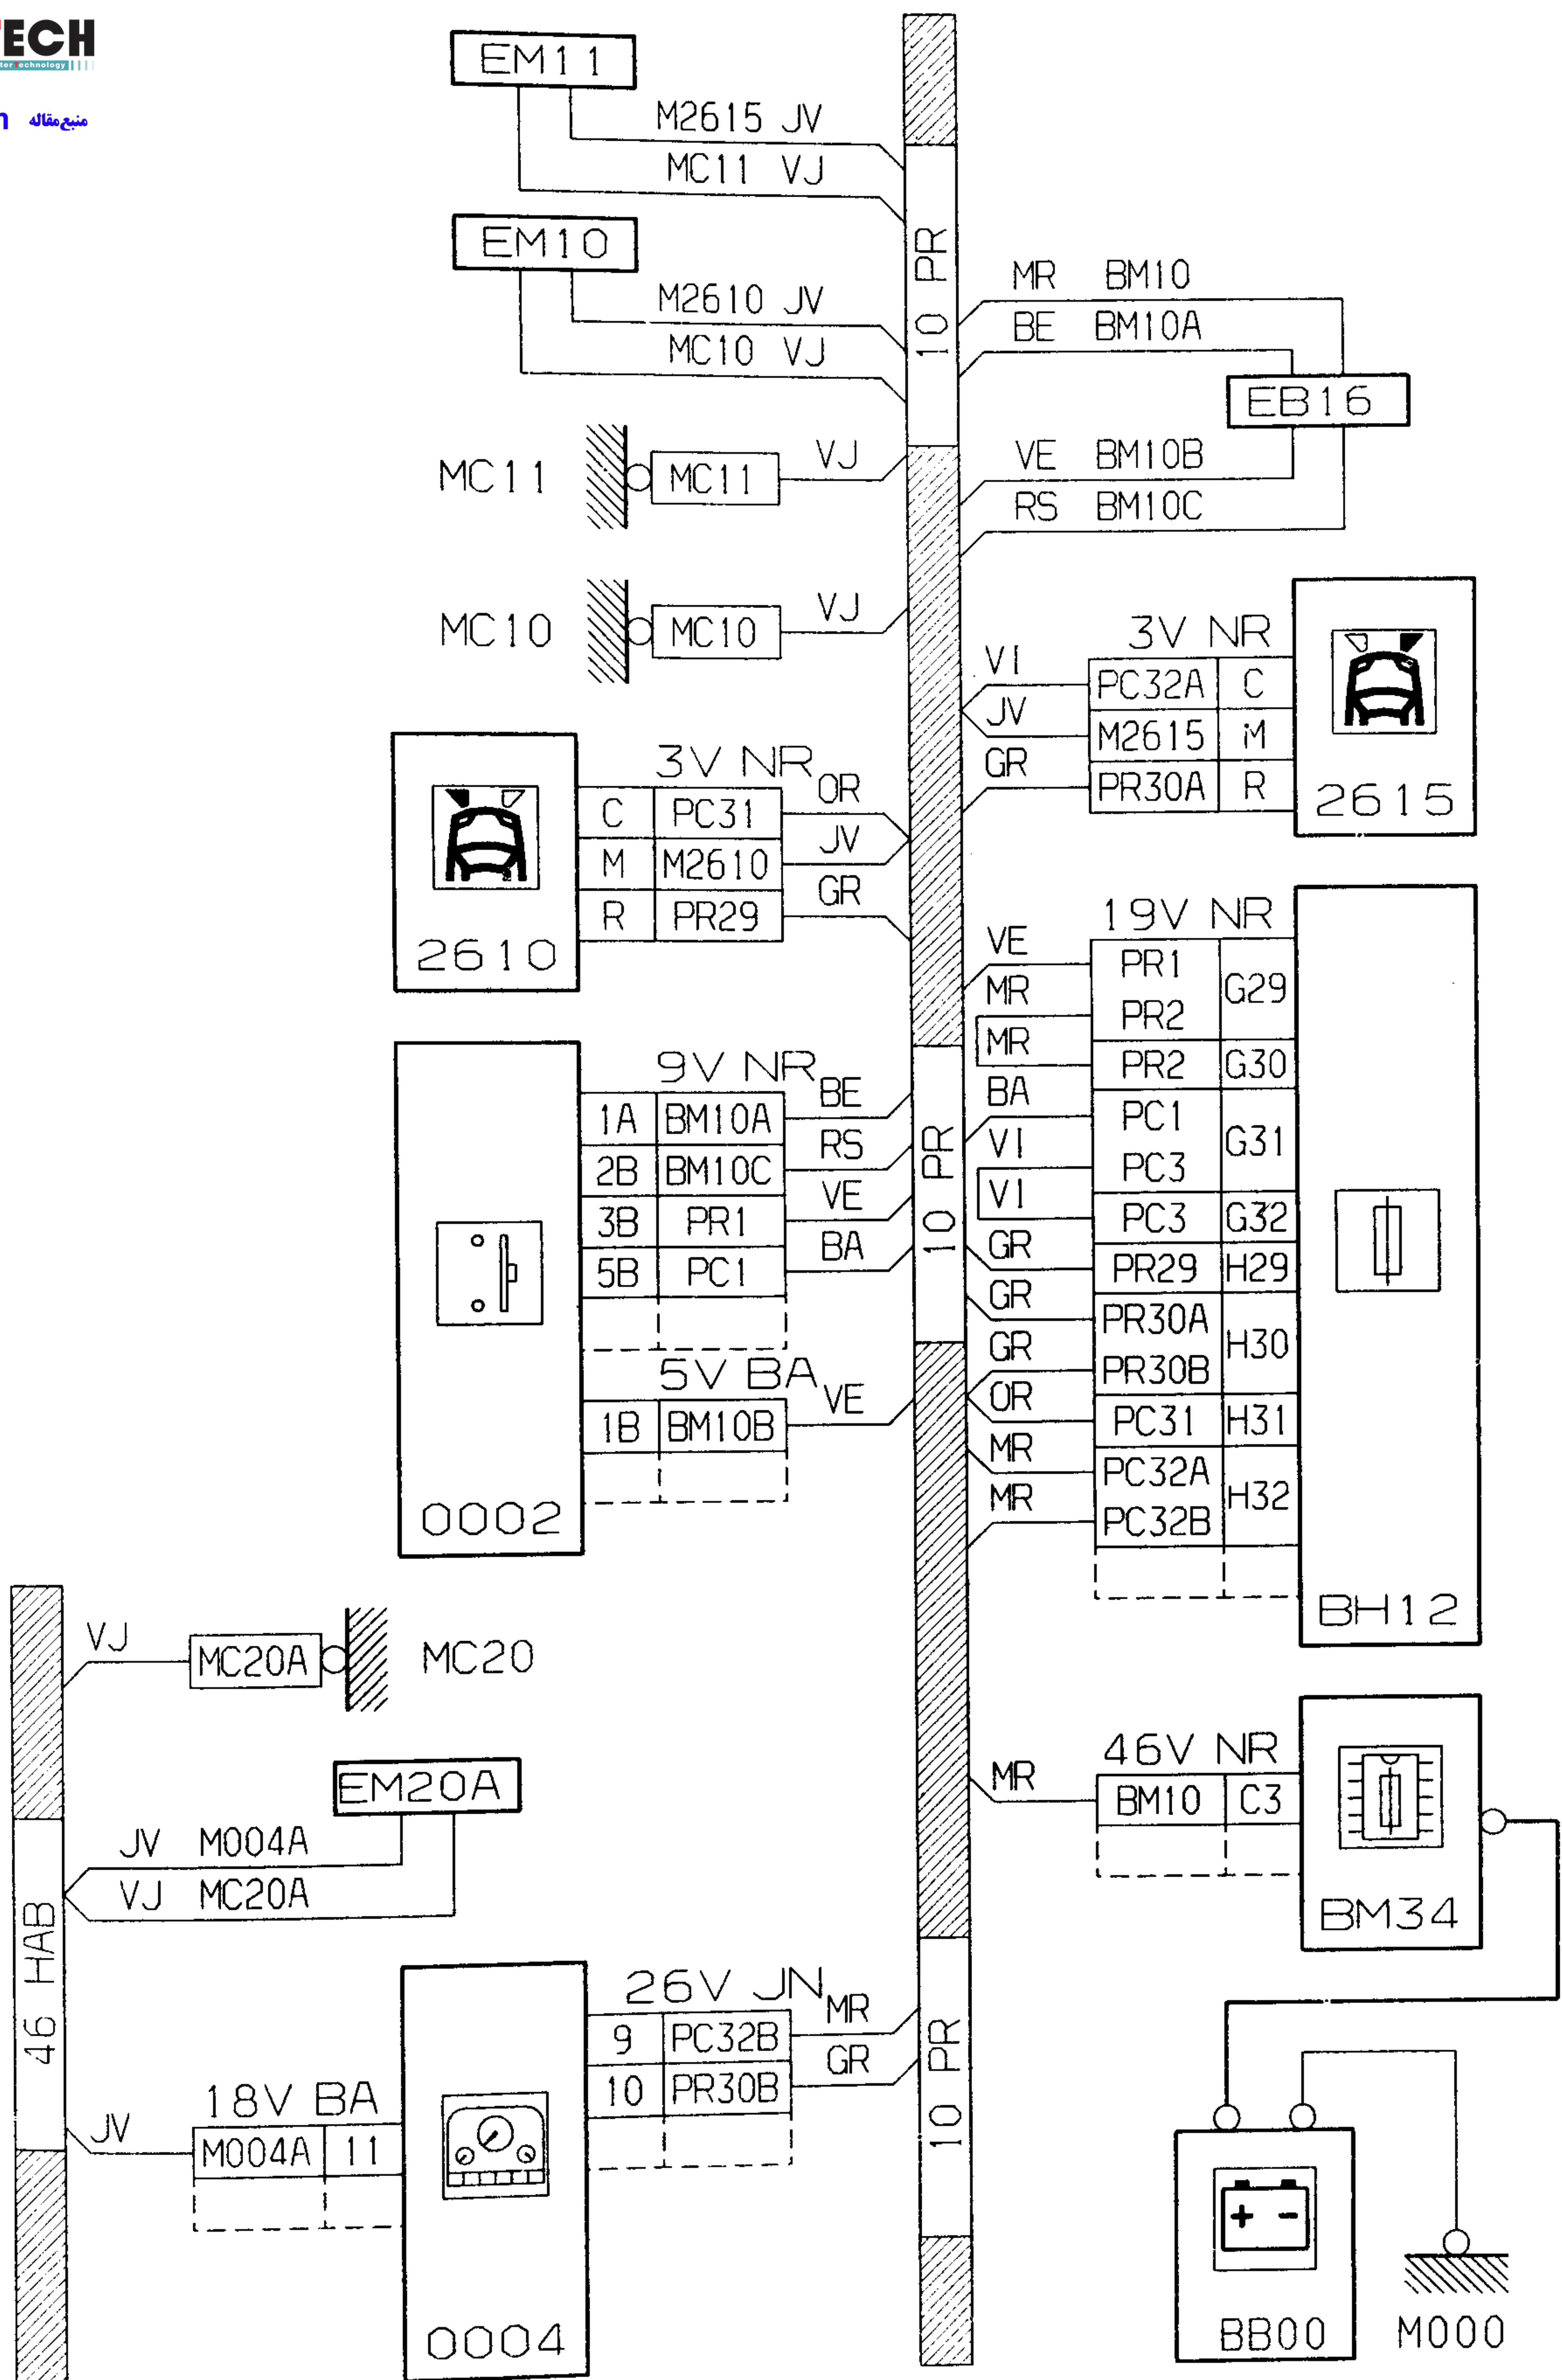 TECH
منبع مقاله
EM11
M2615 JV
MC11 VJ
EM10
M2610 JV
MC10 VJ
10 PR
MR BM10
BE BM10A
EB16
VE BM10B
RS BM10C
MC11
MC11
VJ
MC10
MC10
VJ
3V NR
VI PC32A C
JV M2615 M
GR PR30A R
2615
3V NR
C PC31 OR
M M2610 JV
R PR29 GR
2610
19V NR
VE PR1 G29
MR PR2
MR PR2 G30
BA PC1 G31
VI PC3
VI PC3 G32
GR PR29 H29
GR PR30A H30
GR PR30B
OR PC31 H31
MR PC32A H32
MR PC32B
BH12
9V NR
1A BM10A BE
2B BM10C RS
3B PR1 VE
5B PC1 BA
5V BA
1B BM10B VE
0002
10 PR
VJ
MC20A
MC20
EM20A
JV M004A
VJ MC20A
46 HAB
46V NR
MR BM10 C3
BM34
26V JN
9 PC32B MR
10 PR30B GR
18V BA
JV M004A 11
0004
10 PR
+ -
BB00
M000